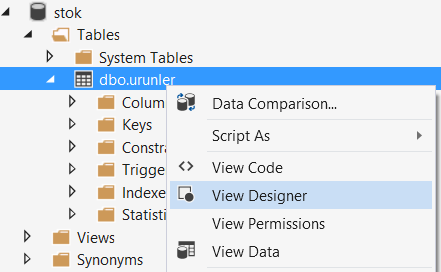 stok
Tables
System Tables
dbo.urunler
Colum
Data Comparison...
Keys
Script As
Constra
View Code
Trigge
View Designer
Indexe
View Permissions
Statisti
View Data
Views
Synonyms